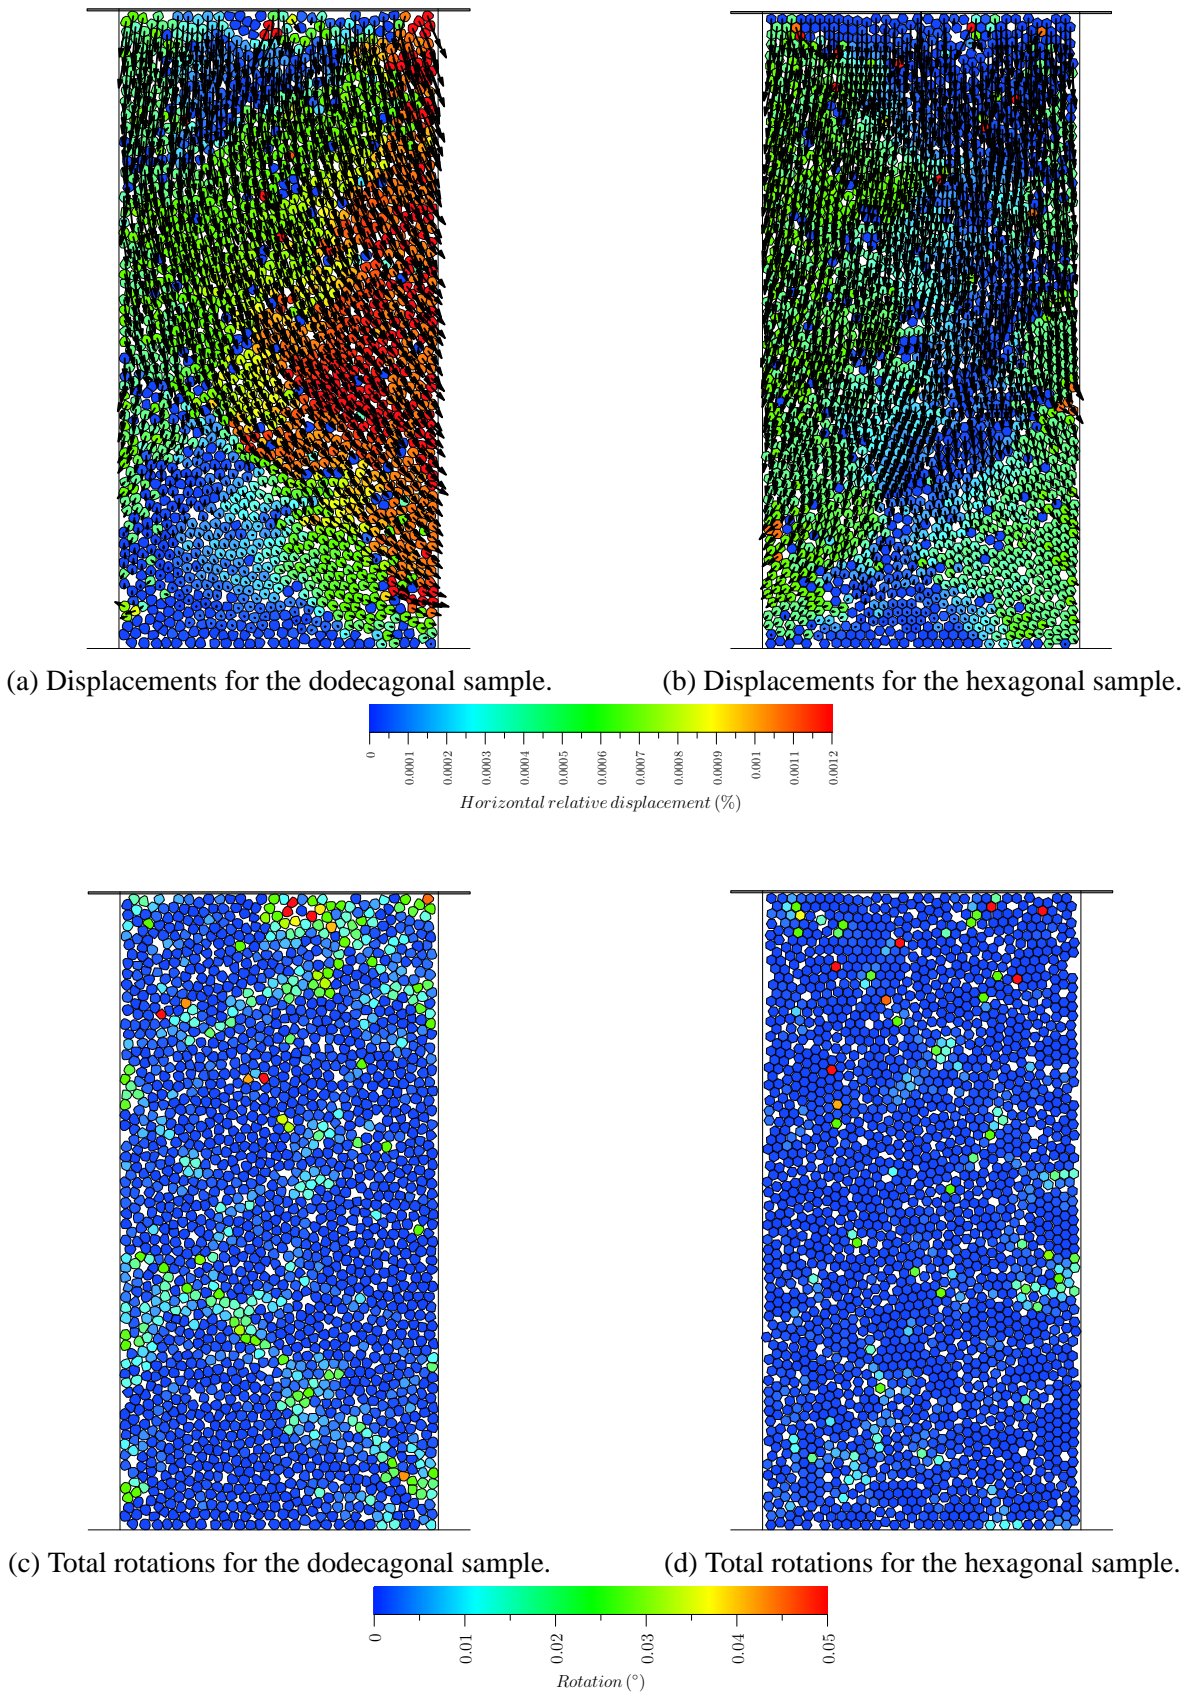 (a) Displacements for the dodecagonal sample.
(b) Displacements for the hexagonal sample.
0 0.0001 0.0002 0.0003 0.0004 0.0005 0.0006 0.0007 0.0008 0.0009 0.001 0.0011 0.0012
Horizontal relative displacement (%)
(c) Total rotations for the dodecagonal sample.
(d) Total rotations for the hexagonal sample.
0 0.01 0.02 0.03 0.04 0.05
Rotation (°)